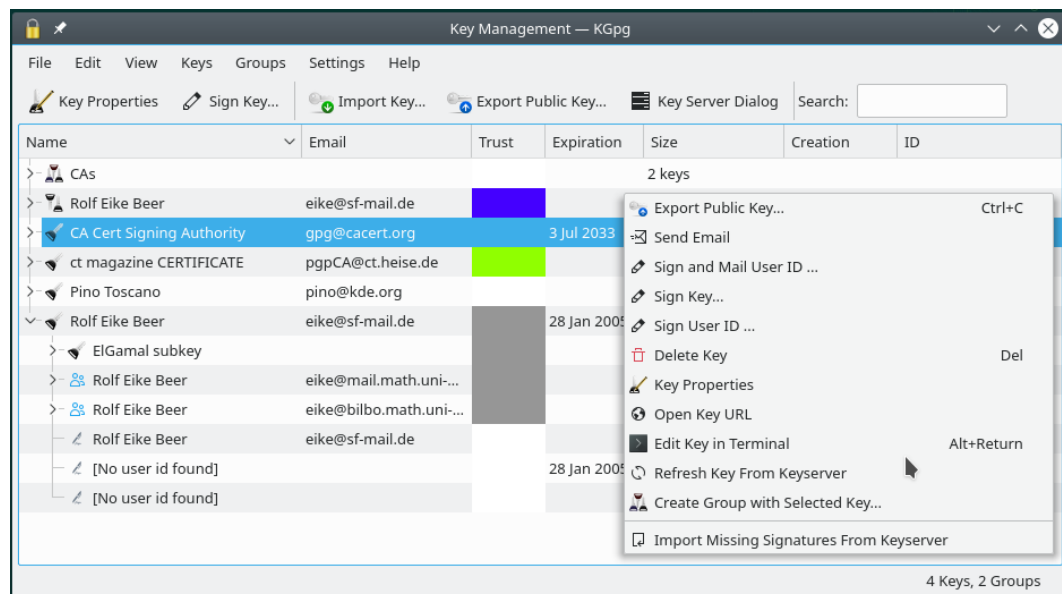 Key Management — KGpg
File Edit View Keys Groups Settings Help
Key Properties Sign Key... Import Key... Export Public Key... Key Server Dialog Search:
Name Email Trust Expiration Size Creation ID
CAs 2 keys
Rolf Eike Beer eike@sf-mail.de
CA Cert Signing Authority gpg@cacert.org 3 Jul 2033
ct magazine CERTIFICATE pgpCA@ct.heise.de
Pino Toscano pino@kde.org
Rolf Eike Beer eike@sf-mail.de 28 Jan 2005
ElGamal subkey
Rolf Eike Beer eike@mail.math.uni-...
Rolf Eike Beer eike@bilbo.math.uni-...
Rolf Eike Beer eike@sf-mail.de
[No user id found] 28 Jan 2005
[No user id found]
Export Public Key... Ctrl+C
Send Email
Sign and Mail User ID ...
Sign Key...
Sign User ID ...
Delete Key Del
Key Properties
Open Key URL
Edit Key in Terminal Alt+Return
Refresh Key From Keyserver
Create Group with Selected Key...
Import Missing Signatures From Keyserver
4 Keys, 2 Groups